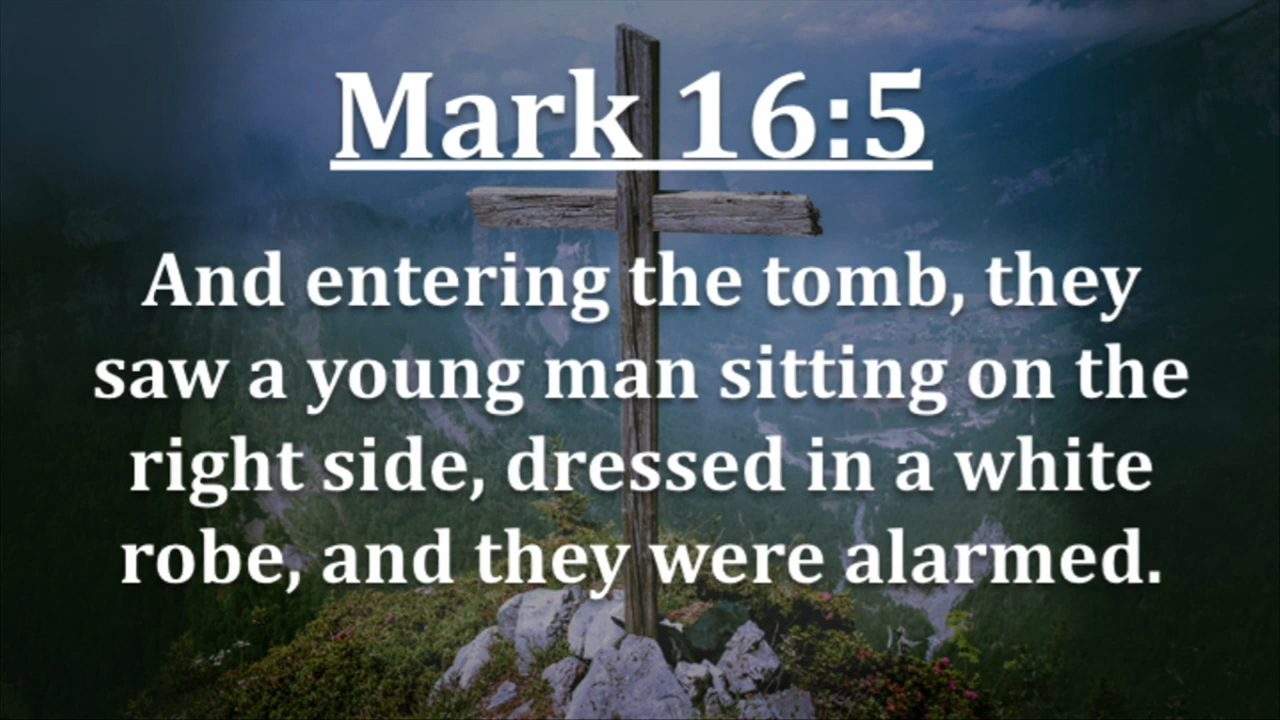 Mark 16:5
And entering the tomb, they
saw a young man sitting on the
right side, dressed in a white
robe, and they were alarmed.